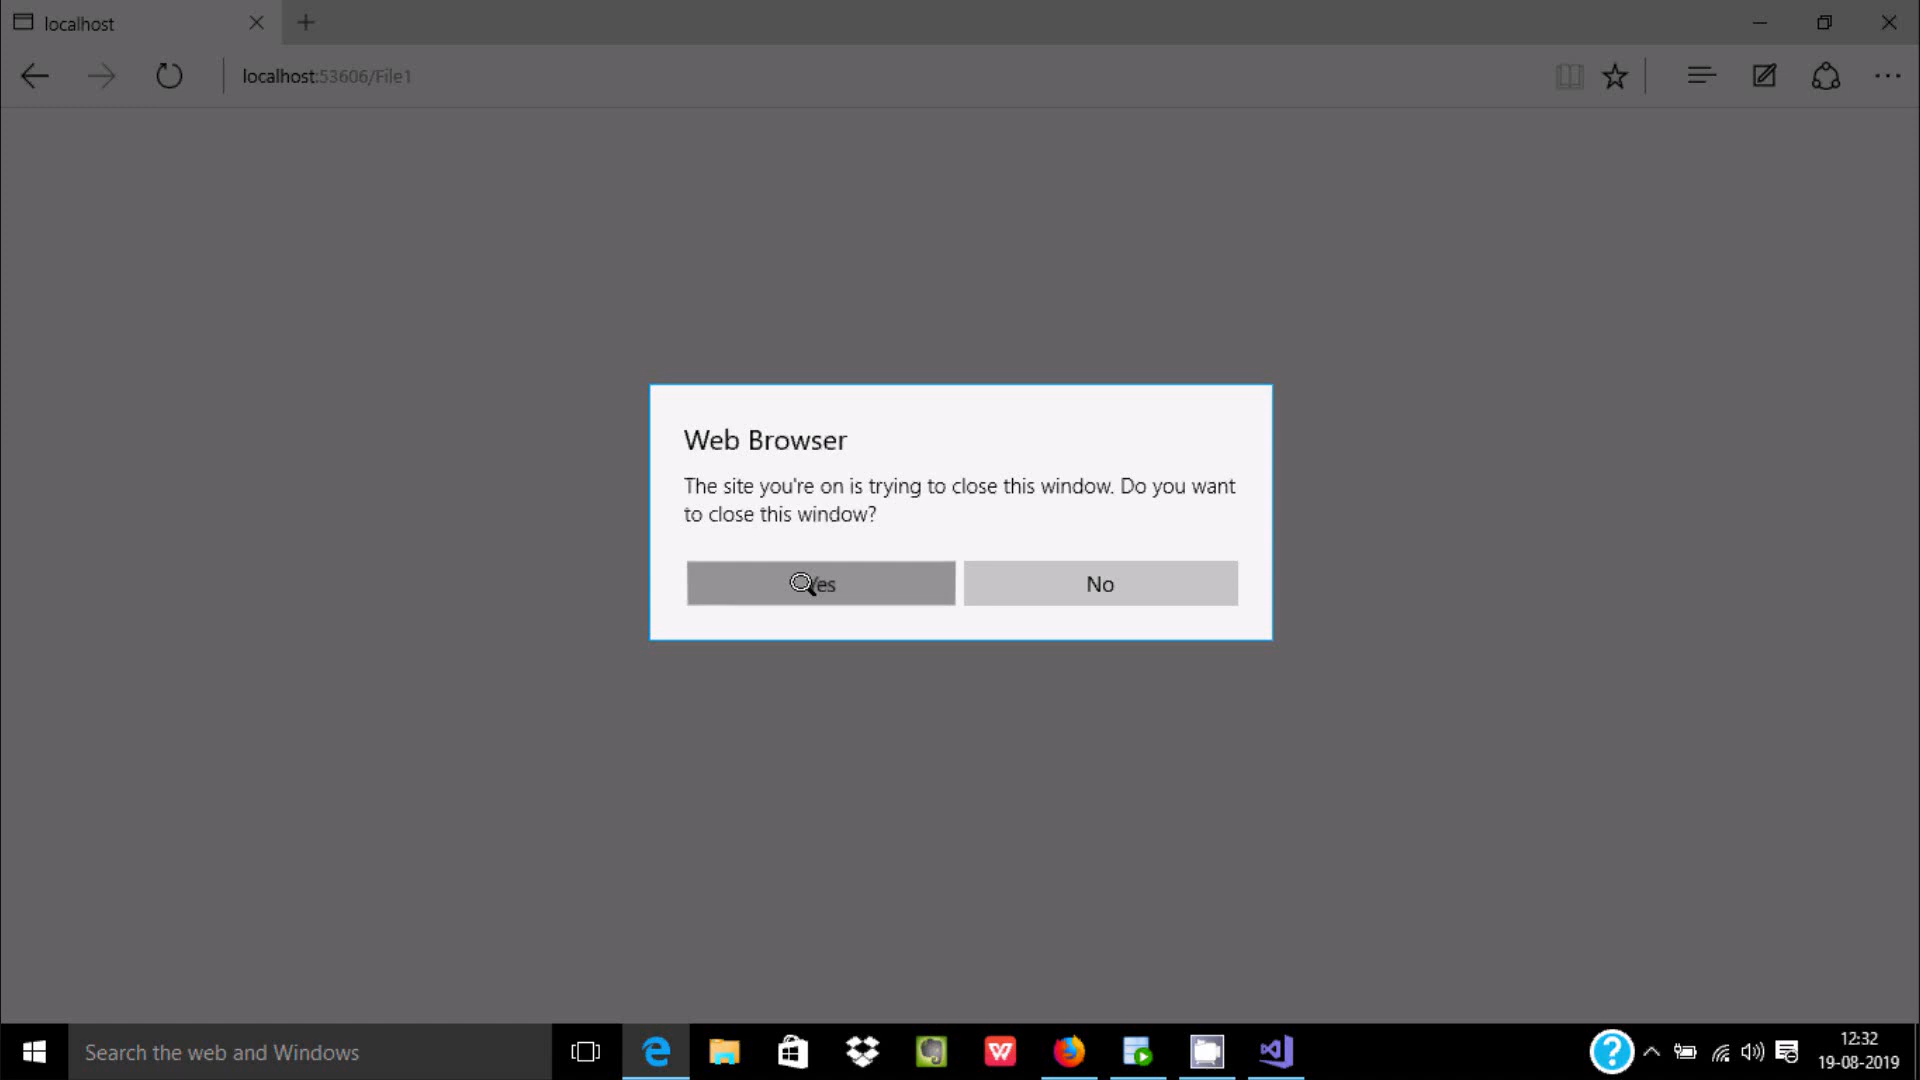 localhost
localhost:53606/File1
Web Browser
The site you're on is trying to close this window. Do you want
to close this window?
Yes
No
Search the web and Windows
12:32
19-08-2019